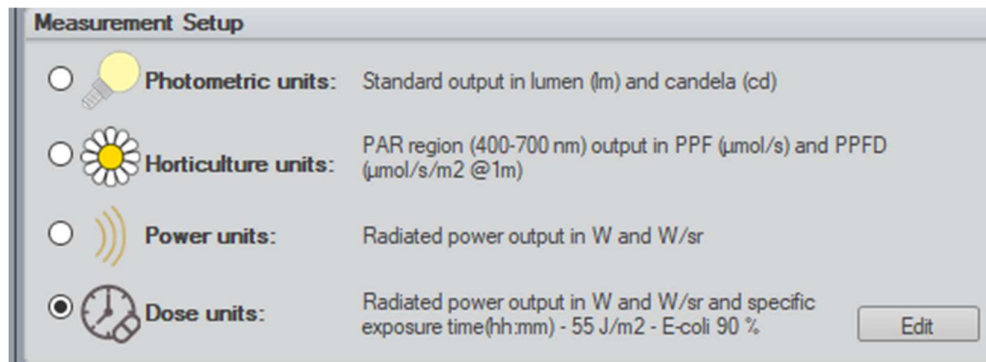 Measurement Setup
Photometric units: Standard output in lumen (lm) and candela (cd)
Horticulture units: PAR region (400-700 nm) output in PPF (μmol/s) and PPFD
(μmol/s/m2 @1m)
Power units: Radiated power output in W and W/sr
Dose units: Radiated power output in W and W/sr and specific
exposure time(hh:mm) - 55 J/m2 - E-coli 90 %
Edit